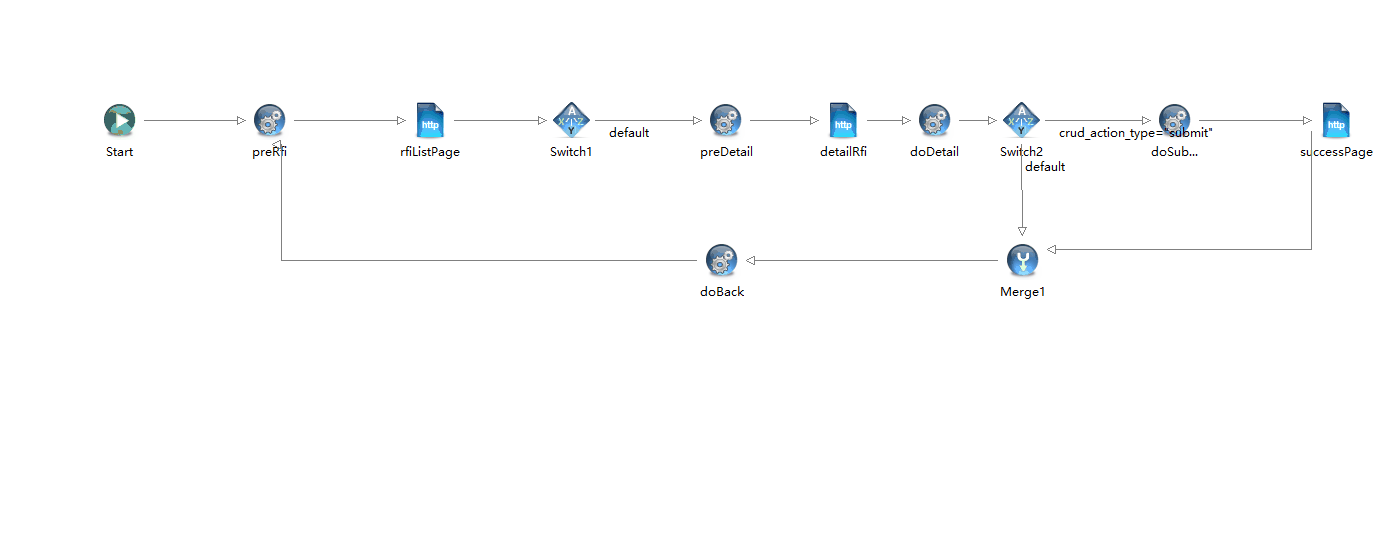 Start
preRfi
http
rfiListPage
A
X
Z
Y
Switch1
default
preDetail
http
detailRfi
doDetail
A
X
Z
Y
Switch2
crud_action_type="submit"
doSub...
http
successPage
default
doBack
Merge1